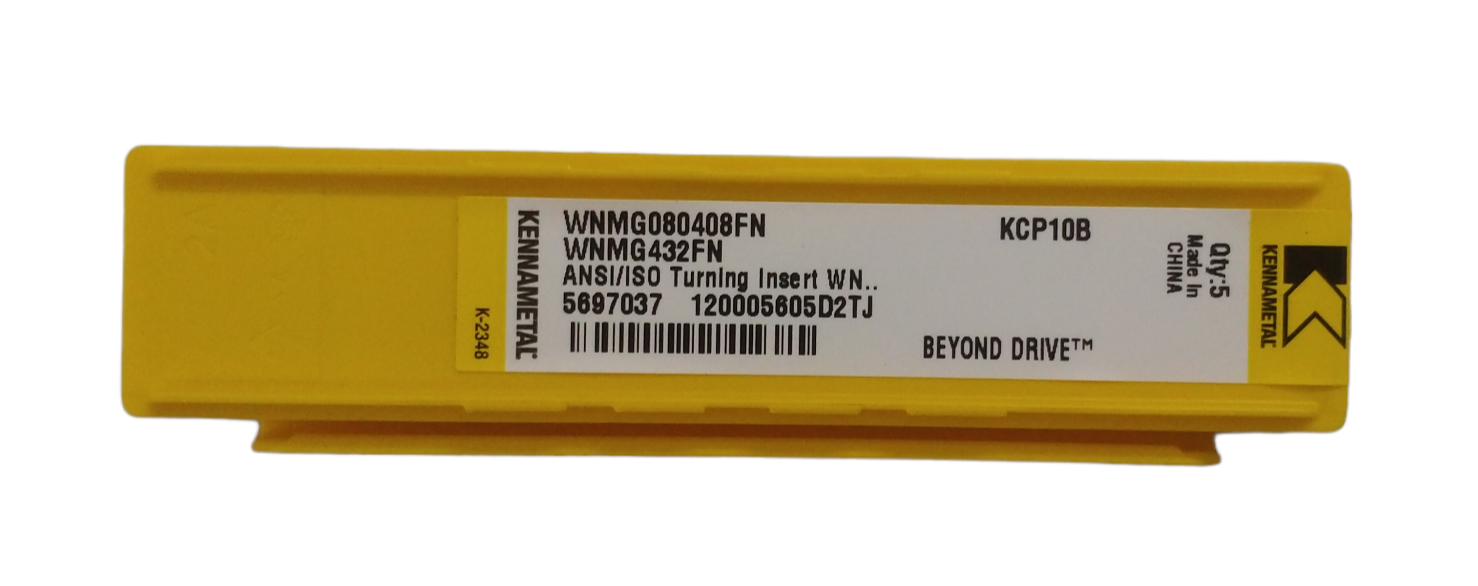 K-2348
KENNAMETAL
WNMG080408FN
WNMG432FN
ANSI/ISO Turning Insert WN..
5697037 120005605D2TJ
KCP10B
BEYOND DRIVE™
Qty:5
Made In
CHINA
KENNAMETAL